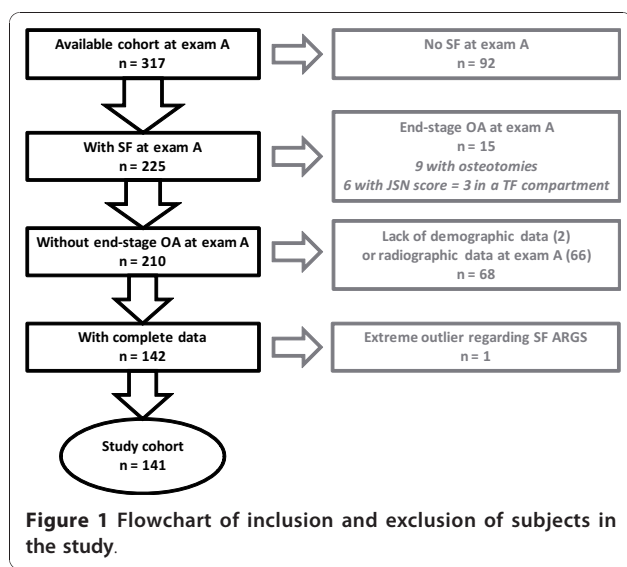 Available cohort at exam A
n = 317
No SF at exam A
n = 92
With SF at exam A
n = 225
End-stage OA at exam A
n = 15
9 with osteotomies
6 with JSN score = 3 in a TF compartment
Without end-stage OA at exam A
n = 210
Lack of demographic data (2)
or radiographic data at exam A (66)
n = 68
With complete data
n = 142
Extreme outlier regarding SF ARGS
n = 1
Study cohort
n = 141
Figure 1 Flowchart of inclusion and exclusion of subjects in
the study.